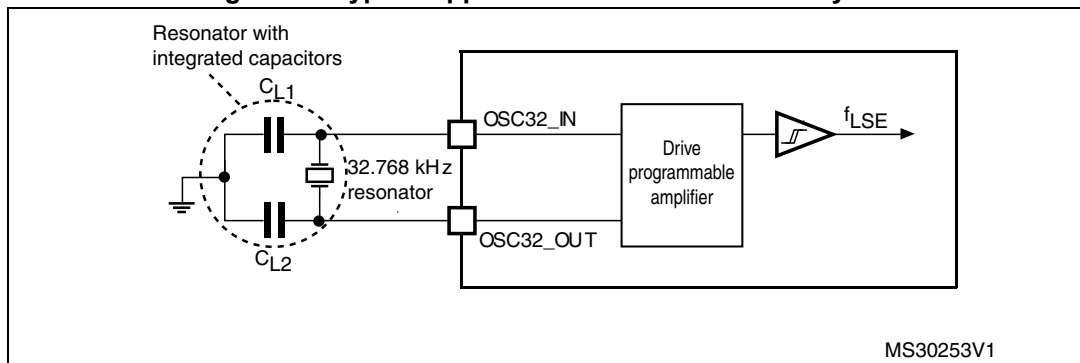 Resonator with
integrated capacitors
CL1
OSC32_IN
fLSE
32.768 kHz
resonator
Drive
programmable
amplifier
OSC32_OUT
CL2
MS30253V1